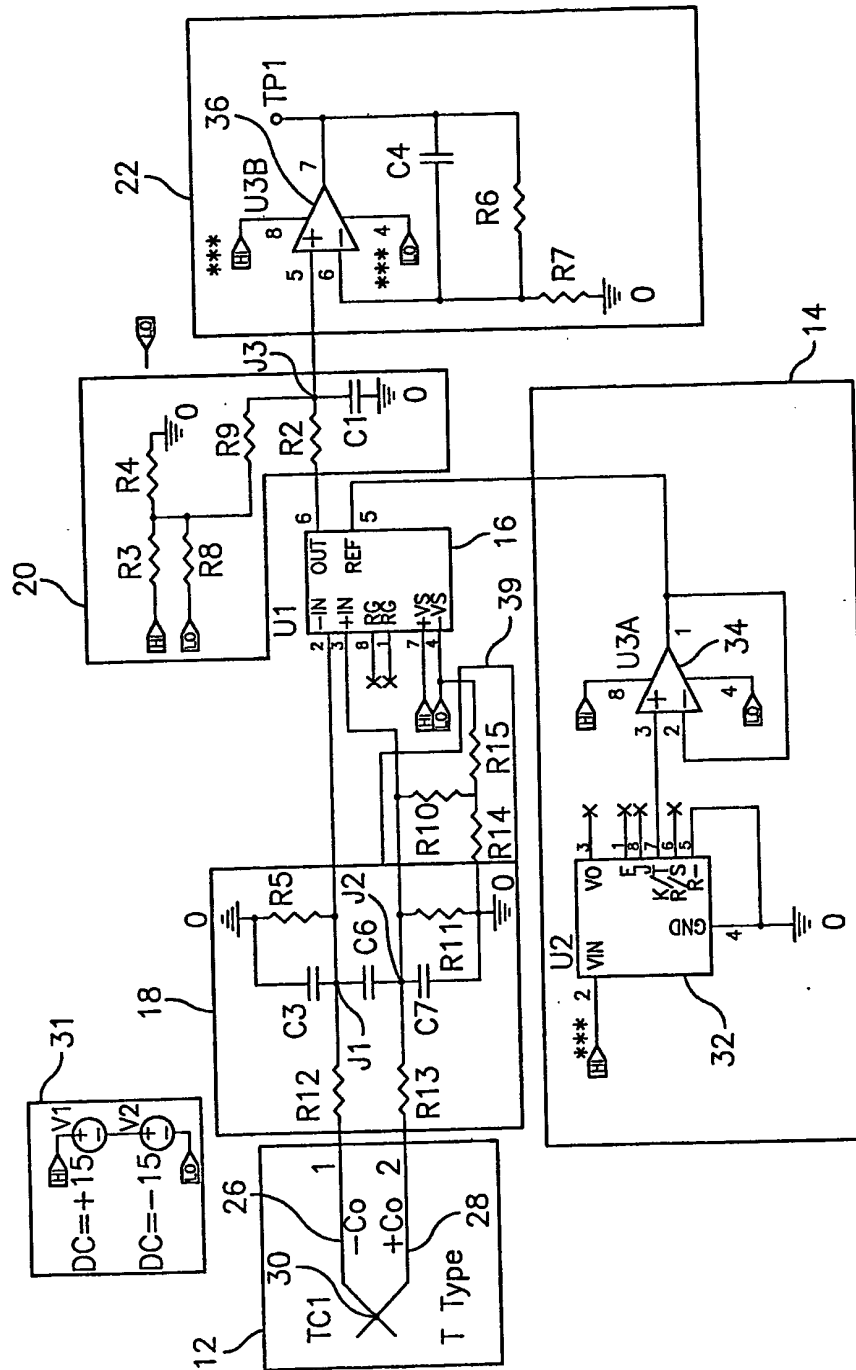 31
V1
HI
DC=+15
V2
DC=-15
LO
12
TC1
30
26
-Co
+Co
28
T Type
1
2
18
0
R12
C3
R5
J1
C6
J2
R13
C7
R11
0
R10
R14
R15
39
20
HI
R3
R4
0
LO
R8
R9
R2
J3
C1
0
LO
U1
2
-IN
OUT
6
3
+IN
REF
5
8
RG
1
RG
7
+VS
4
-VS
HI
LO
16
22
***
HI
8
U3B
36
5
+
6
-
7
TP1
***
4
LO
C4
R6
R7
0
14
***
HI
2
U2
VIN
VO
3
E
1
J
8
K/T
7
R/S
6
R-
5
GND
4
0
32
HI
8
U3A
3
+
2
-
1
34
4
LO